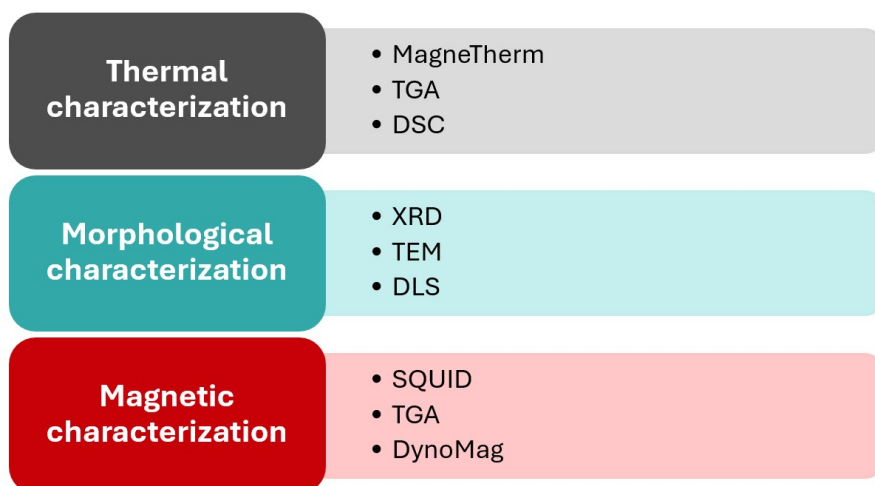 Thermal
characterization
• MagneTherm
• TGA
• DSC
Morphological
characterization
• XRD
• TEM
• DLS
Magnetic
characterization
• SQUID
• TGA
• DynoMag